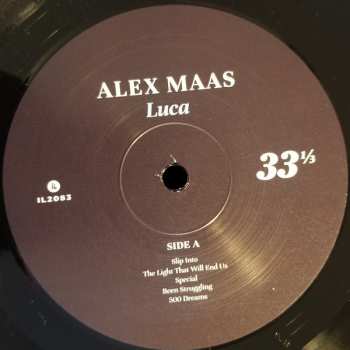 ALEX MAAS
Luca
33⅓
IL
IL2083
SIDE A
Slip Into
The Light That Will End Us
Special
Been Struggling
500 Dreams